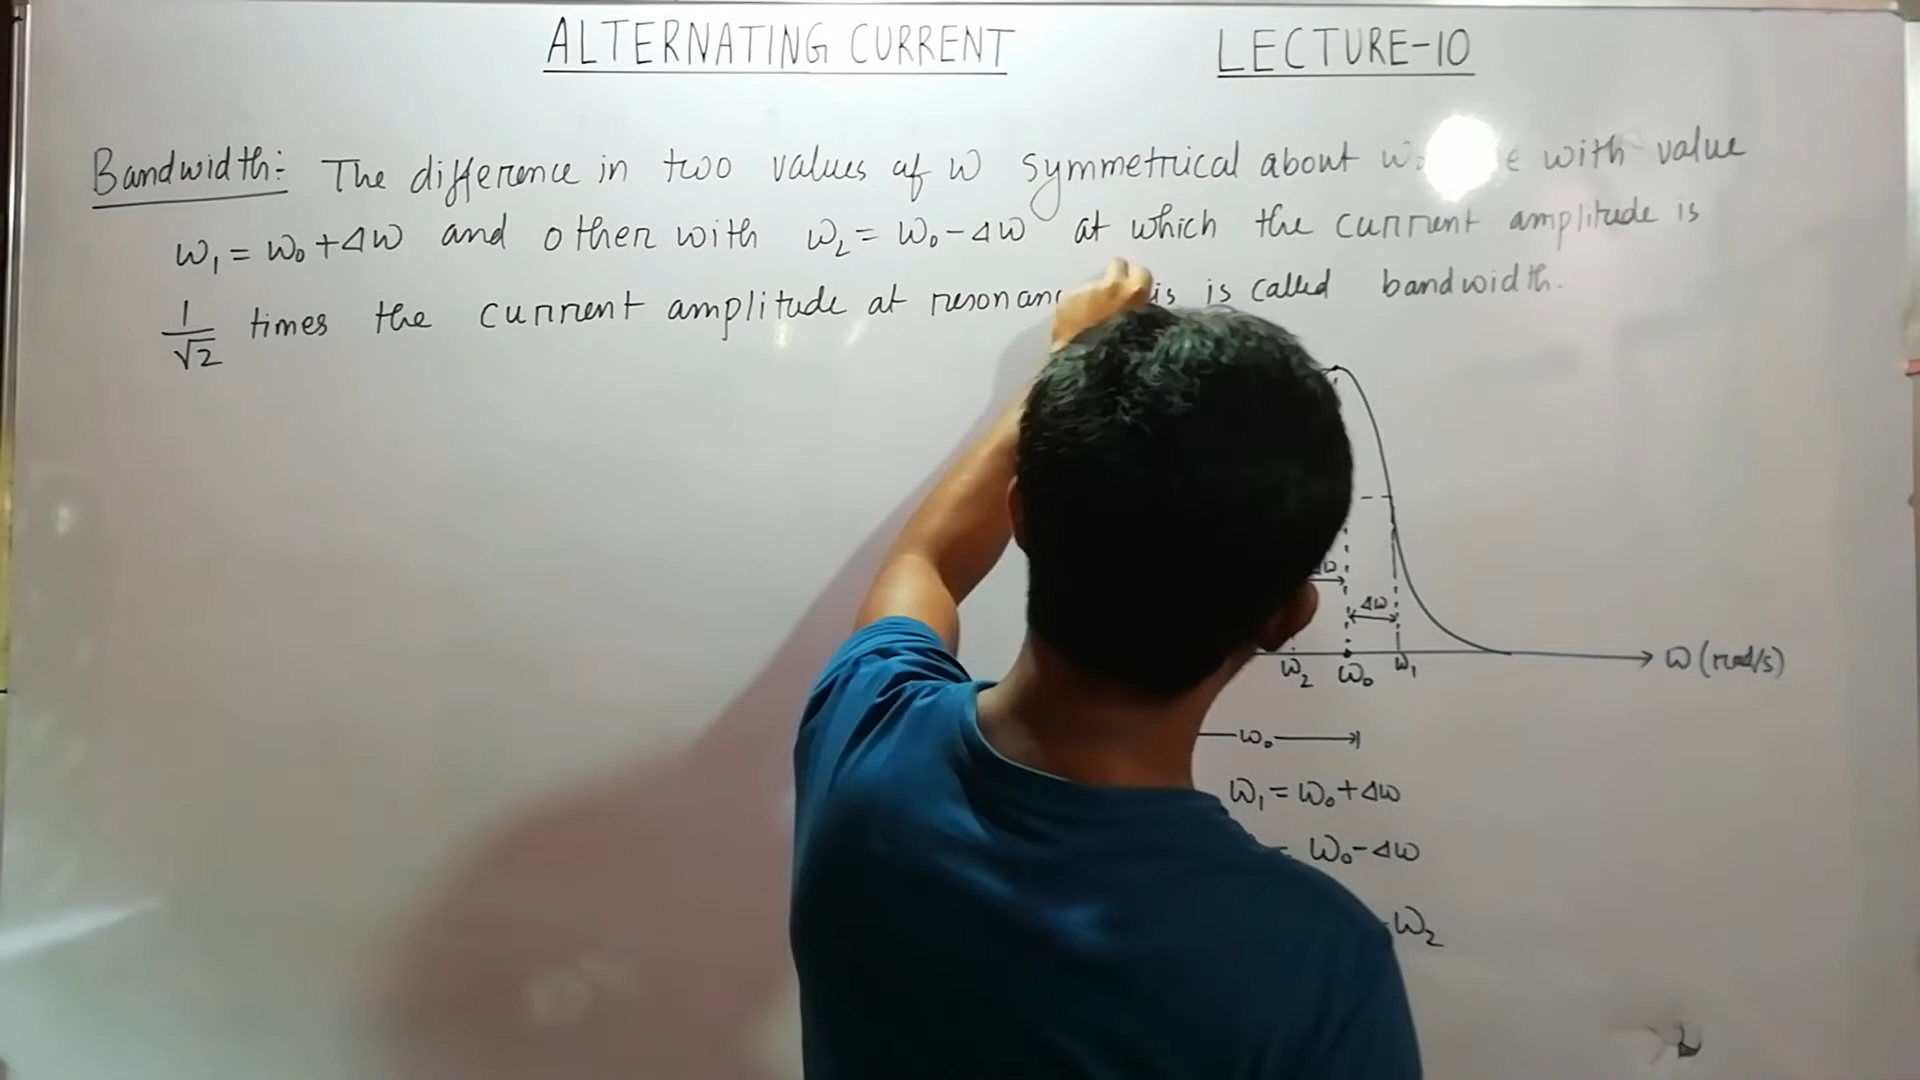 ALTERNATING CURRENT LECTURE-10
Bandwidth: The difference in two values of ω symmetrical about with value
ω₁ = ω₀ + Δω and other with ω₂ = ω₀ - Δω at which the current amplitude is
1/√2 times the current amplitude at is called bandwidth.
Δω
ω₂ ω₀ ω₁ ω (rad/s)
ω₀
ω₁ = ω₀ + Δω
= ω₀ - Δω
ω₂